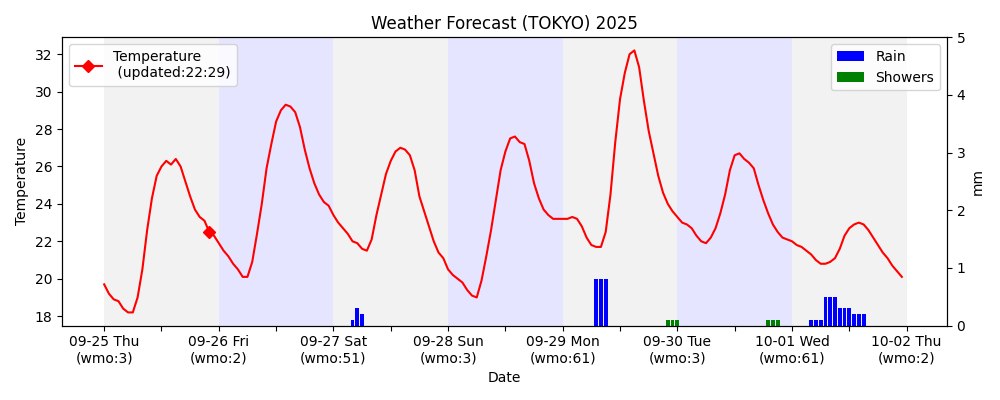 Weather Forecast (TOKYO) 2025
Temperature
(updated:22:29)
Rain
Showers
Temperature
32
30
28
26
24
22
20
18
5
4
3
2
1
0
mm
09-25 Thu
(wmo:3)
09-26 Fri
(wmo:2)
09-27 Sat
(wmo:51)
09-28 Sun
(wmo:3)
09-29 Mon
(wmo:61)
09-30 Tue
(wmo:3)
10-01 Wed
(wmo:61)
10-02 Thu
(wmo:2)
Date